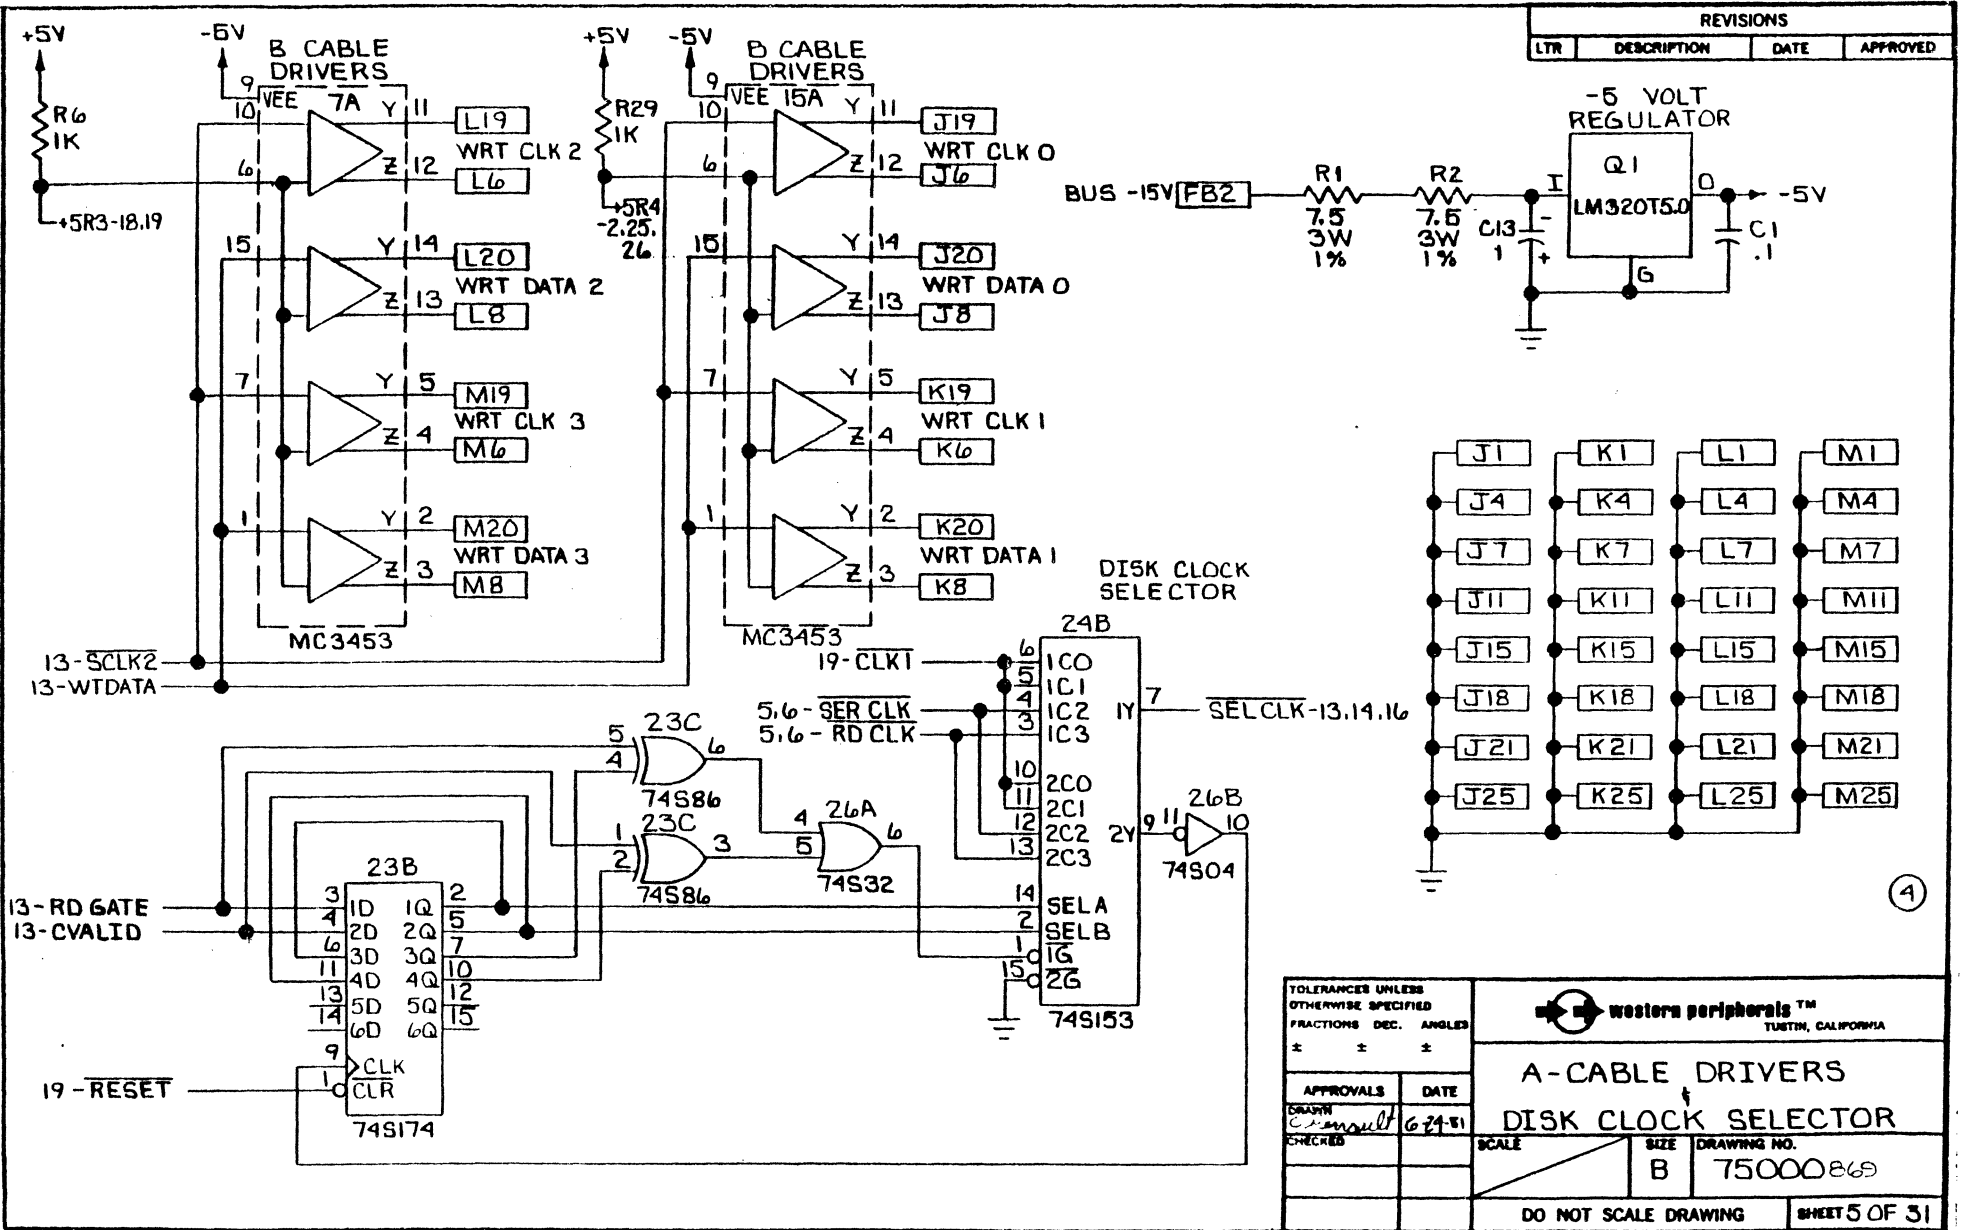 REVISIONS
LTR DESCRIPTION DATE APPROVED
+5V
R6
1K
+5R3-18.19
-5V
B CABLE
DRIVERS
9
VEE 7A
10 Y 11 L19
WRT CLK 2
6 Z 12 L6
15 Y 14 L20
WRT DATA 2
Z 13 L8
7 Y 5 M19
WRT CLK 3
Z 4 M6
1 Y 2 M20
WRT DATA 3
Z 3 M8
MC3453
+5V
R29
1K
+5R4
-2.25.
26
-5V
B CABLE
DRIVERS
9
VEE 15A
10 Y 11 J19
WRT CLK 0
6 Z 12 J6
15 Y 14 J20
WRT DATA 0
Z 13 J8
7 Y 5 K19
WRT CLK 1
Z 4 K6
1 Y 2 K20
WRT DATA 1
Z 3 K8
MC3453
13-SCLK2
13-WTDATA
-5 VOLT
REGULATOR
BUS -15V FB2
R1
7.5
3W
1%
R2
7.5
3W
1%
C13
1
-
+
I
Q1
LM320T5.0
O
G
-5V
C1
.1
J1 K1 L1 M1
J4 K4 L4 M4
J7 K7 L7 M7
J11 K11 L11 M11
J15 K15 L15 M15
J18 K18 L18 M18
J21 K21 L21 M21
J25 K25 L25 M25
DISK CLOCK
SELECTOR
24B
19-CLK1
6 1C0
5 1C1
5,6-SER CLK
4 1C2 1Y 7
SELCLK-13.14.16
5,6-RD CLK
3 1C3
10 2C0
11 2C1
12 2C2 2Y 9
13 2C3
14 SELA
2 SELB
1 1G
15 2G
74S153
11 26B 10
74S04
5 23C 6
4
74S86
1 23C 3
2
74S86
4 26A 6
5
74S32
23B
13-RD GATE
13-CVALID
3 1D 1Q 2
4 2D 2Q 5
6 3D 3Q 7
11 4D 4Q 10
13 5D 5Q 12
14 6D 6Q 15
9 CLK
19-RESET
1 CLR
74S174
4
TOLERANCES UNLESS
OTHERWISE SPECIFIED
FRACTIONS DEC. ANGLES
± ± ±
APPROVALS DATE
DRAWN
6-24-81
CHECKED
western peripherals TM
TUSTIN, CALIFORNIA
A-CABLE DRIVERS
&
DISK CLOCK SELECTOR
SCALE
SIZE
B
DRAWING NO.
75000869
DO NOT SCALE DRAWING
SHEET 5 OF 31